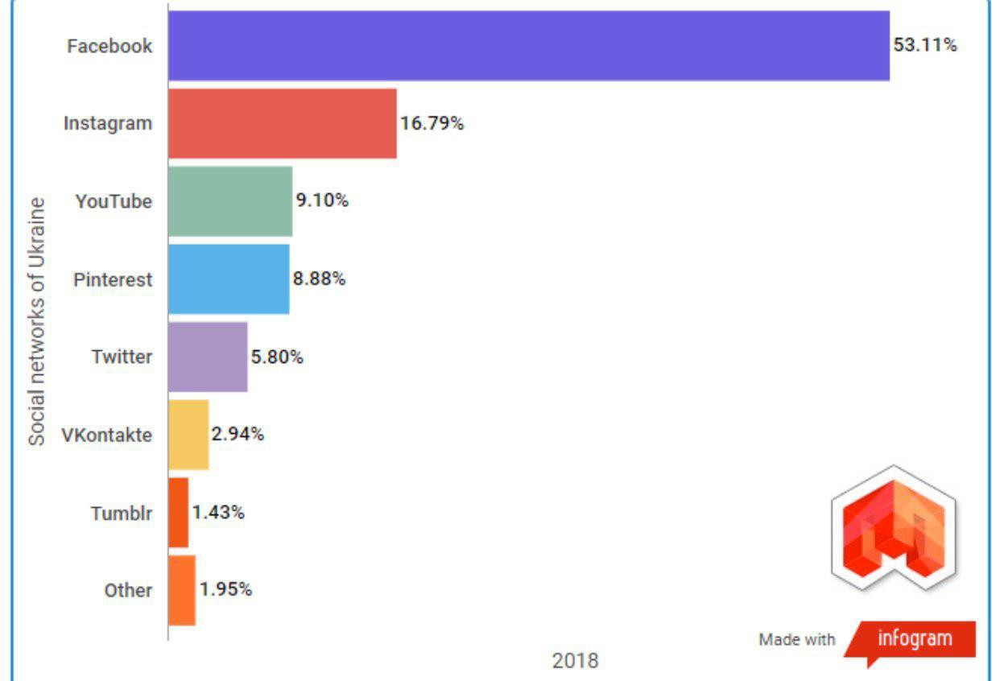 Facebook 53.11%
Instagram 16.79%
YouTube 9.10%
Pinterest 8.88%
Twitter 5.80%
VKontakte 2.94%
Tumblr 1.43%
Other 1.95%
Social networks of Ukraine
2018
Made with infogram